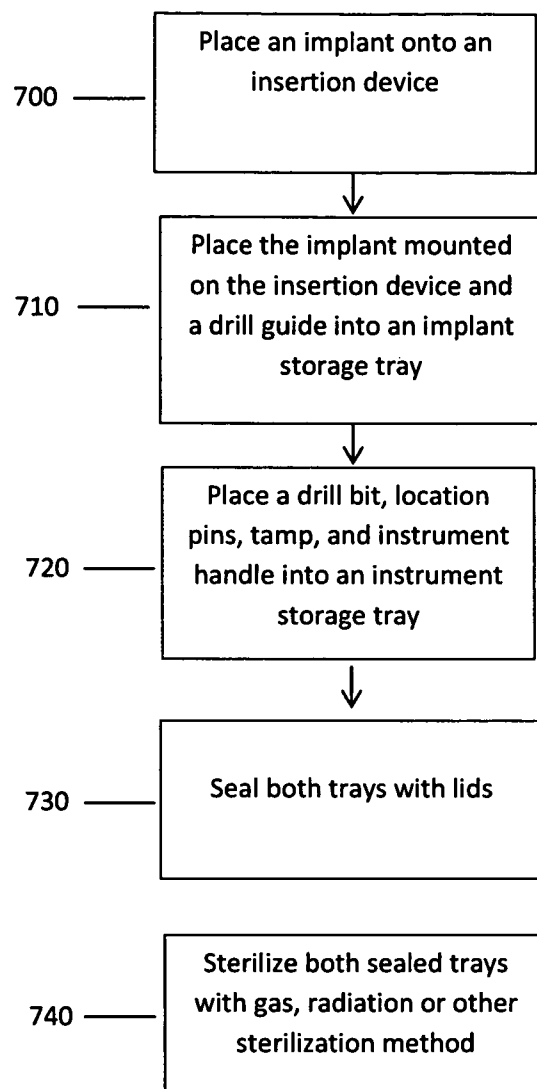 Place an implant onto an
insertion device
700
Place the implant mounted
on the insertion device and
710
a drill guide into an implant
storage tray
Place a drill bit, location
pins, tamp, and instrument
720
handle into an instrument
storage tray
730
Seal both trays with lids
Sterilize both sealed trays
with gas, radiation or other
740
sterilization method